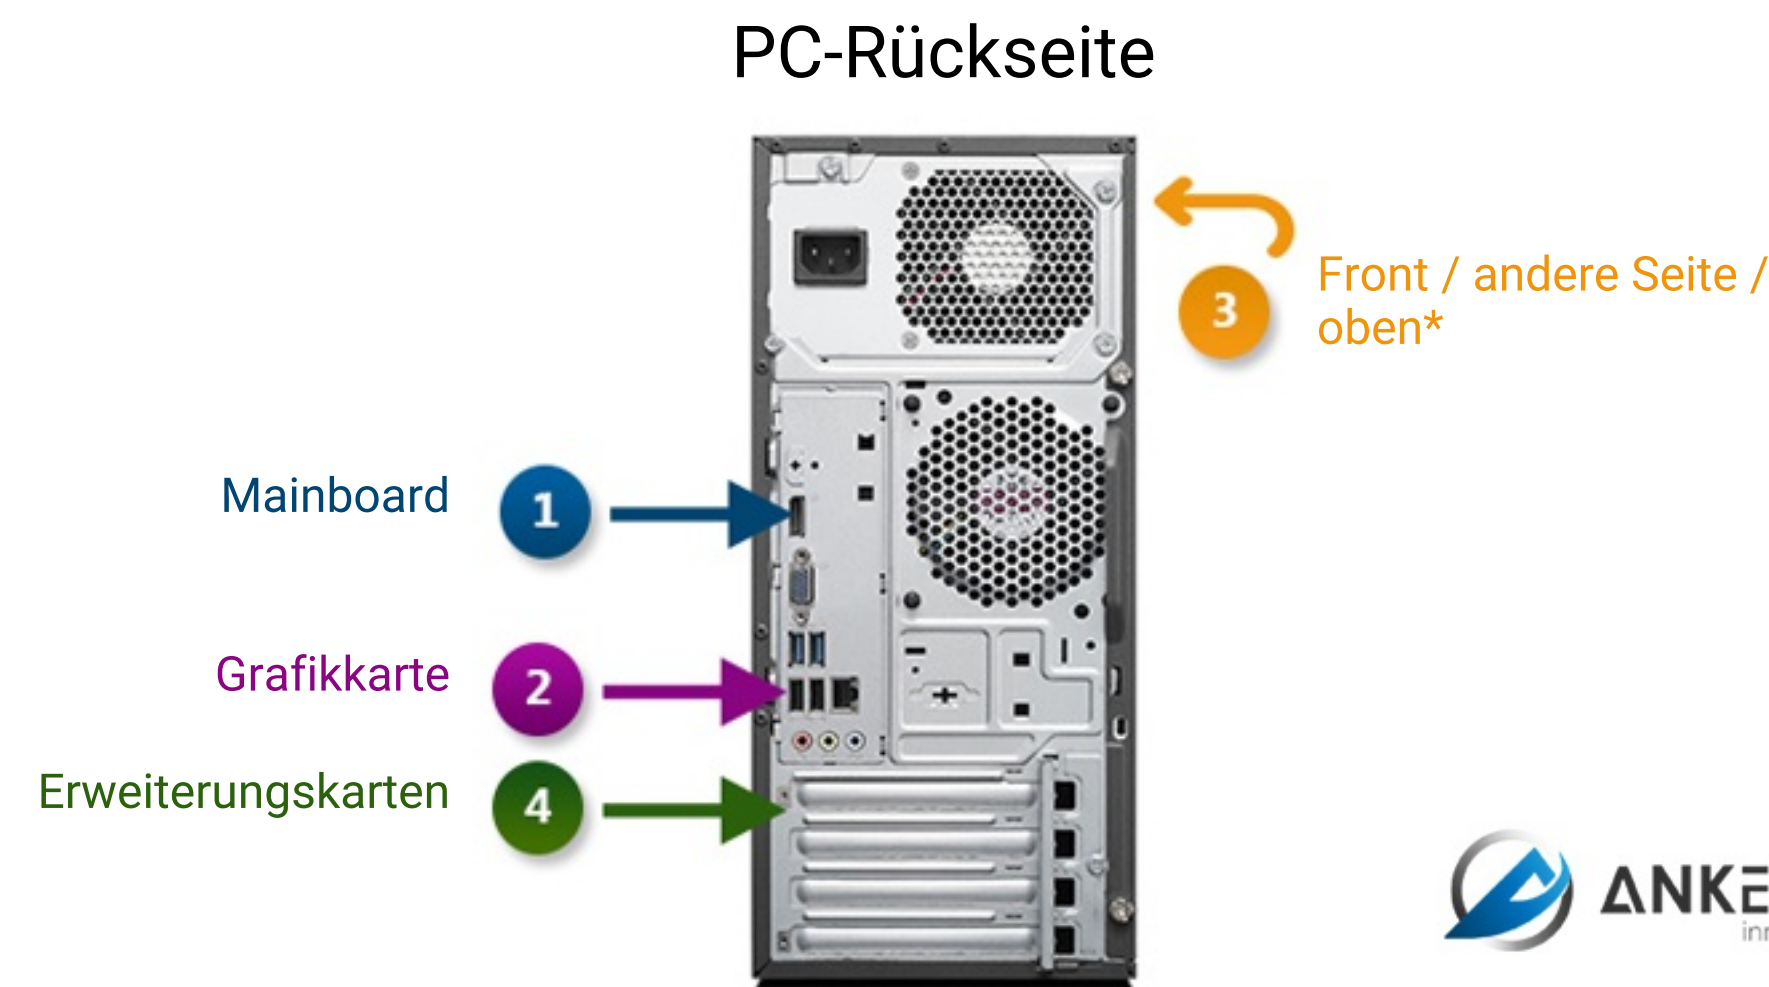 PC-Rückseite
3
Front / andere Seite /
oben*
Mainboard
1
Grafikkarte
2
Erweiterungskarten
4
ANKE